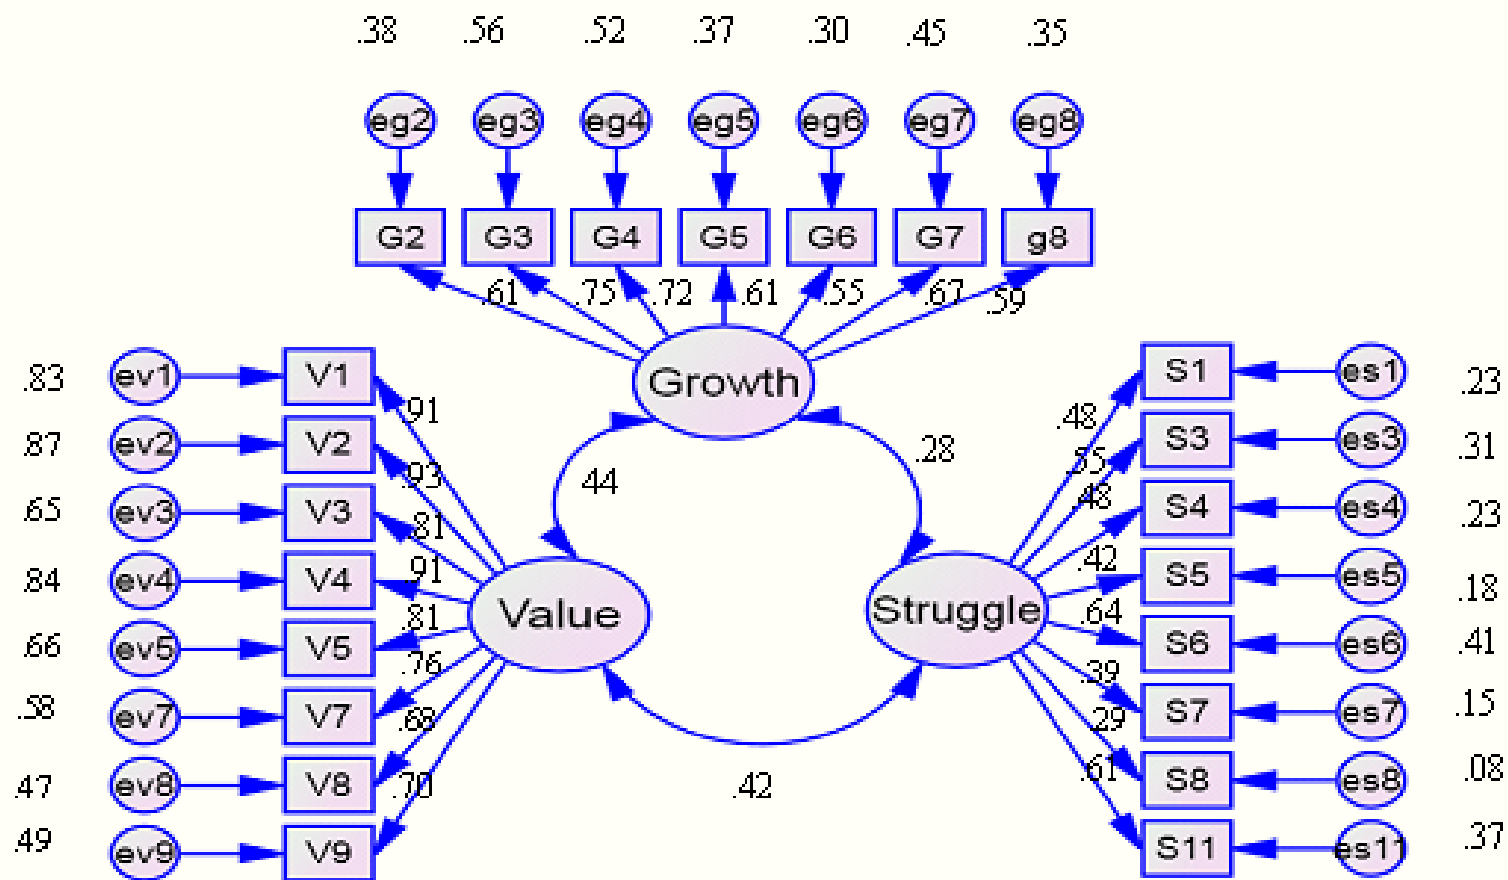 .38 .56 .52 .37 .30 .45 .35
eg2 eg3 eg4 eg5 eg6 eg7 eg8
G2 G3 G4 G5 G6 G7 g8
.61 .75 .72 .61 .55 .67 .59
Growth
.83 ev1 V1 .91
.87 ev2 V2 .93
.65 ev3 V3 .81
.84 ev4 V4 .91
.66 ev5 V5 .81
.58 ev7 V7 .76
.47 ev8 V8 .68
.49 ev9 V9 .70
.44
.28
Value
Struggle
.42
.48 S1 es1 .23
.55 S3 es3 .31
.48 S4 es4 .23
.42 S5 es5 .18
.64 S6 es6 .41
.39 S7 es7 .15
.29 S8 es8 .08
.61 S11 es11 .37